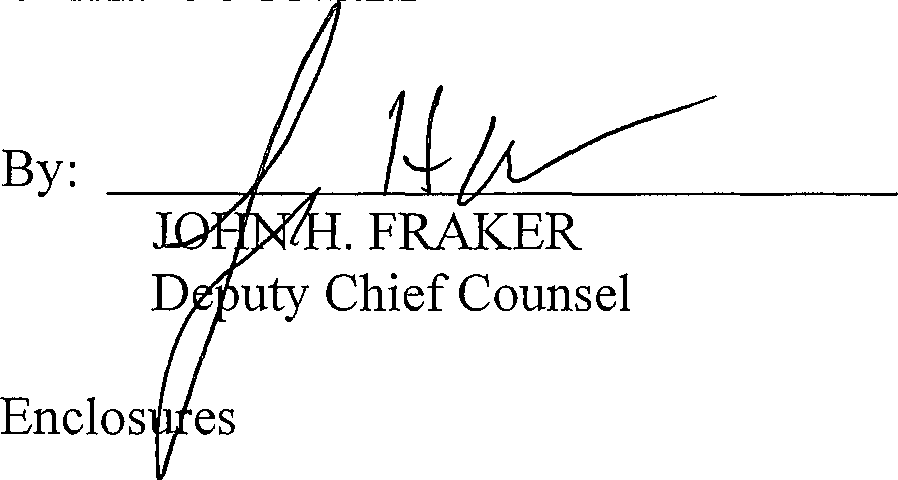 By:
JOHN H. FRAKER
Deputy Chief Counsel
Enclosures